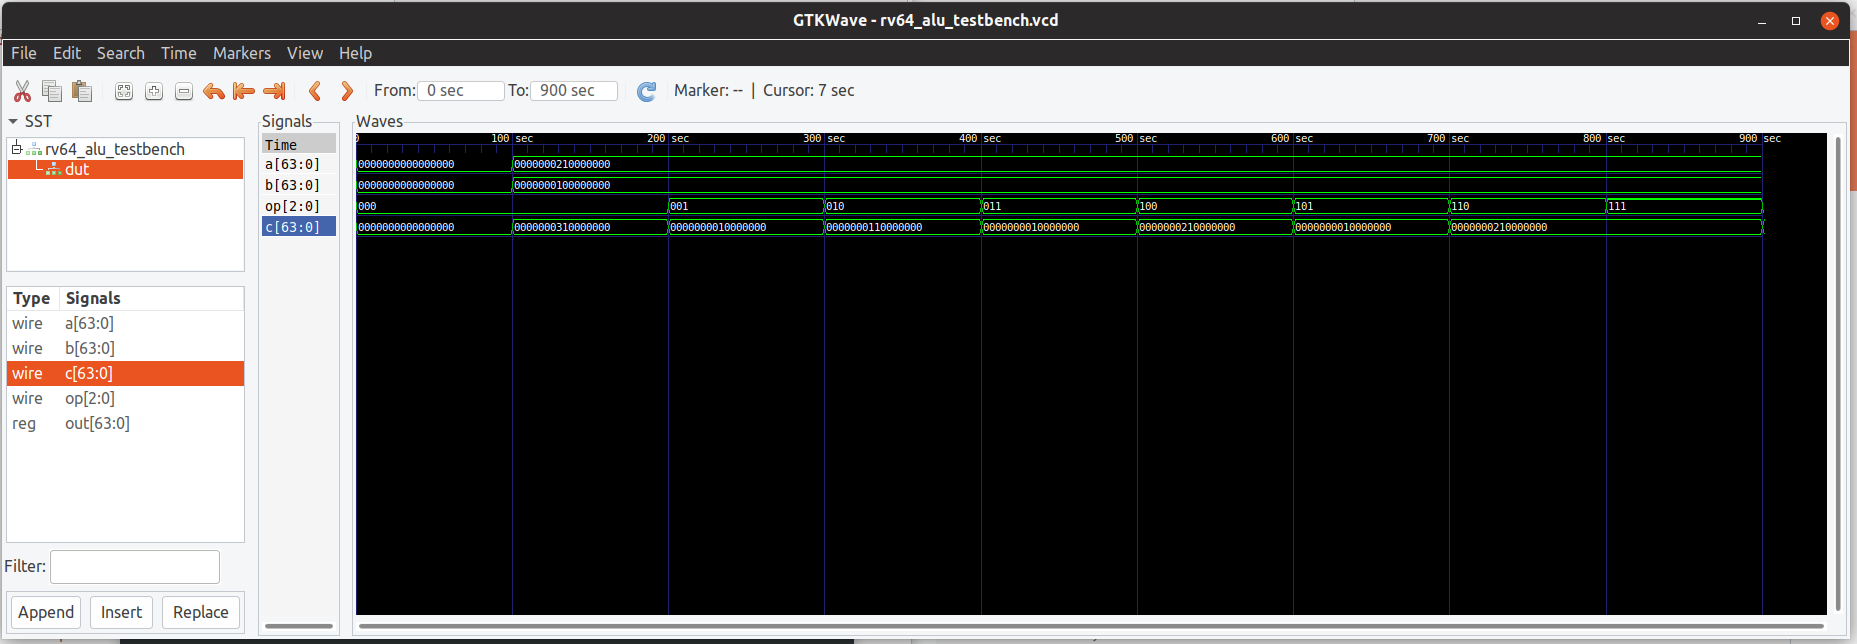 GTKWave - rv64_alu_testbench.vcd
File Edit Search Time Markers View Help
From: 0 sec To: 900 sec Marker: -- | Cursor: 7 sec
SST
rv64_alu_testbench
dut
Type Signals
wire a[63:0]
wire b[63:0]
wire c[63:0]
wire op[2:0]
reg out[63:0]
Filter:
Append Insert Replace
Signals
Time
a[63:0]
b[63:0]
op[2:0]
c[63:0]
Waves
0 100 sec 200 sec 300 sec 400 sec 500 sec 600 sec 700 sec 800 sec 900 sec
0000000000000000 0000000210000000
0000000000000000 0000000100000000
000 001 010 011 100 101 110 111
0000000000000000 0000000310000000 0000000010000000 0000000110000000 0000000010000000 0000000210000000 0000000010000000 0000000210000000